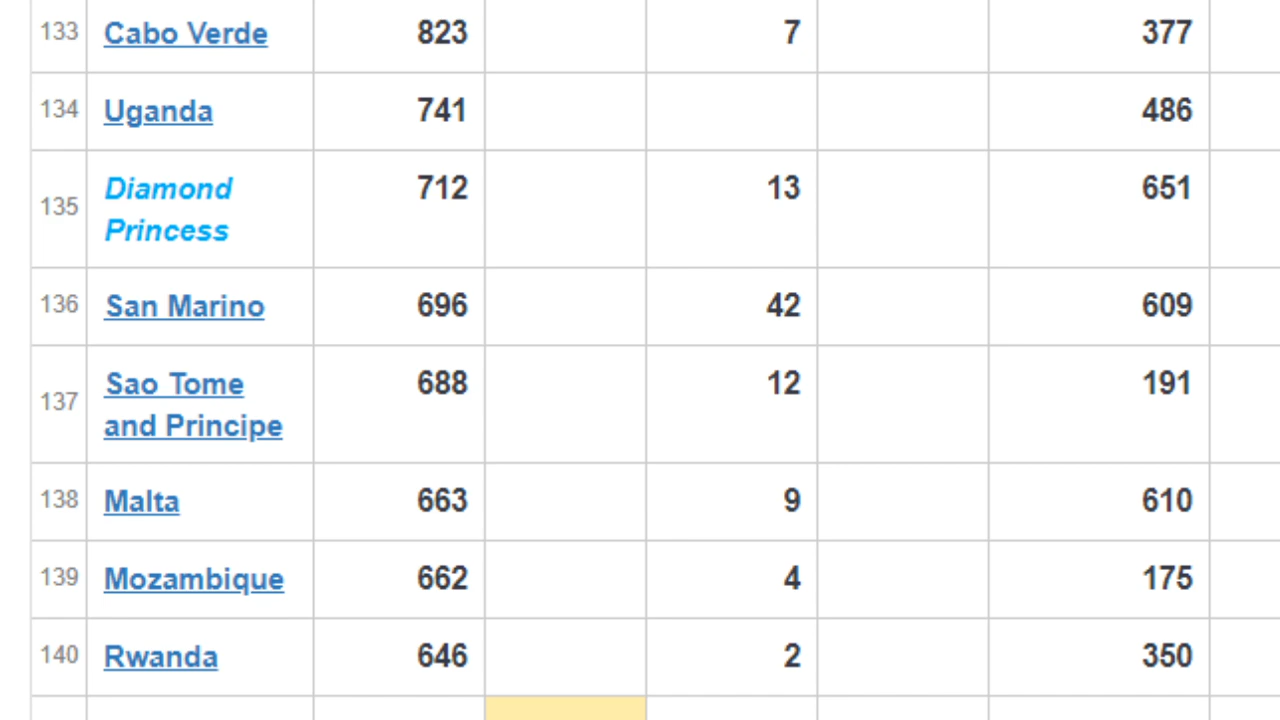 133 Cabo Verde 823 7 377
134 Uganda 741 486
135 Diamond 712 13 651
Princess
136 San Marino 696 42 609
137 Sao Tome 688 12 191
and Principe
138 Malta 663 9 610
139 Mozambique 662 4 175
140 Rwanda 646 2 350